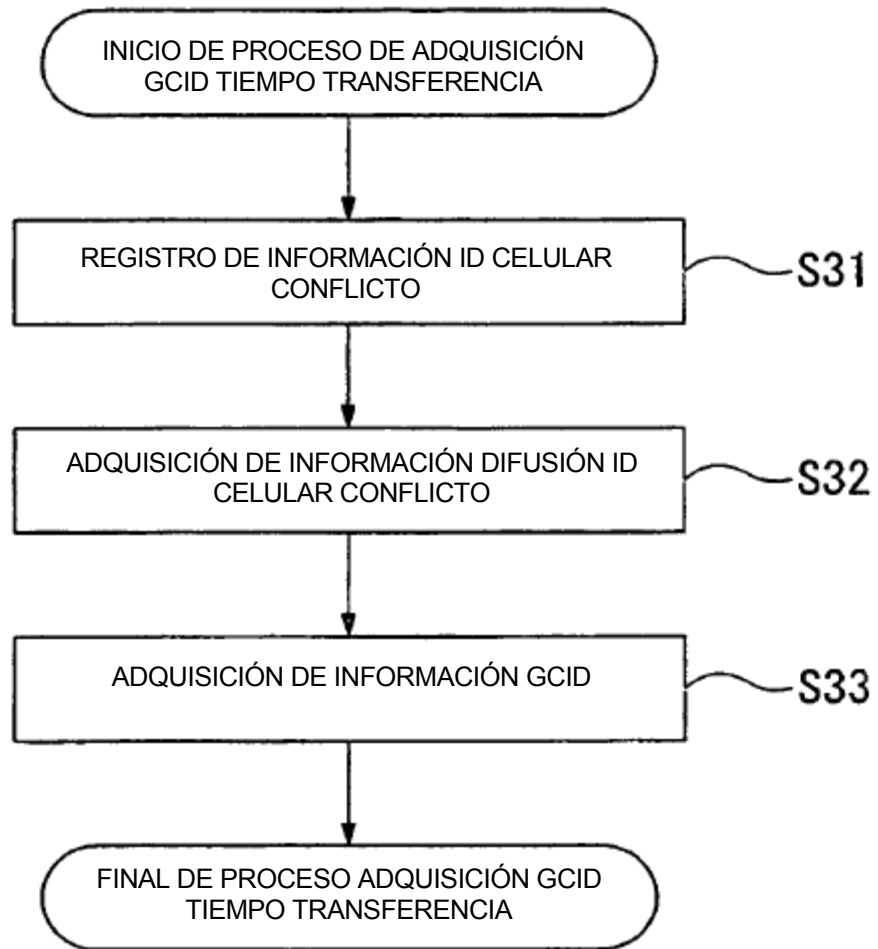 INICIO DE PROCESO DE ADQUISICIÓN
GCID TIEMPO TRANSFERENCIA
REGISTRO DE INFORMACIÓN ID CELULAR
CONFLICTO
S31
ADQUISICIÓN DE INFORMACIÓN DIFUSIÓN ID
CELULAR CONFLICTO
S32
ADQUISICIÓN DE INFORMACIÓN GCID
S33
FINAL DE PROCESO ADQUISICIÓN GCID
TIEMPO TRANSFERENCIA